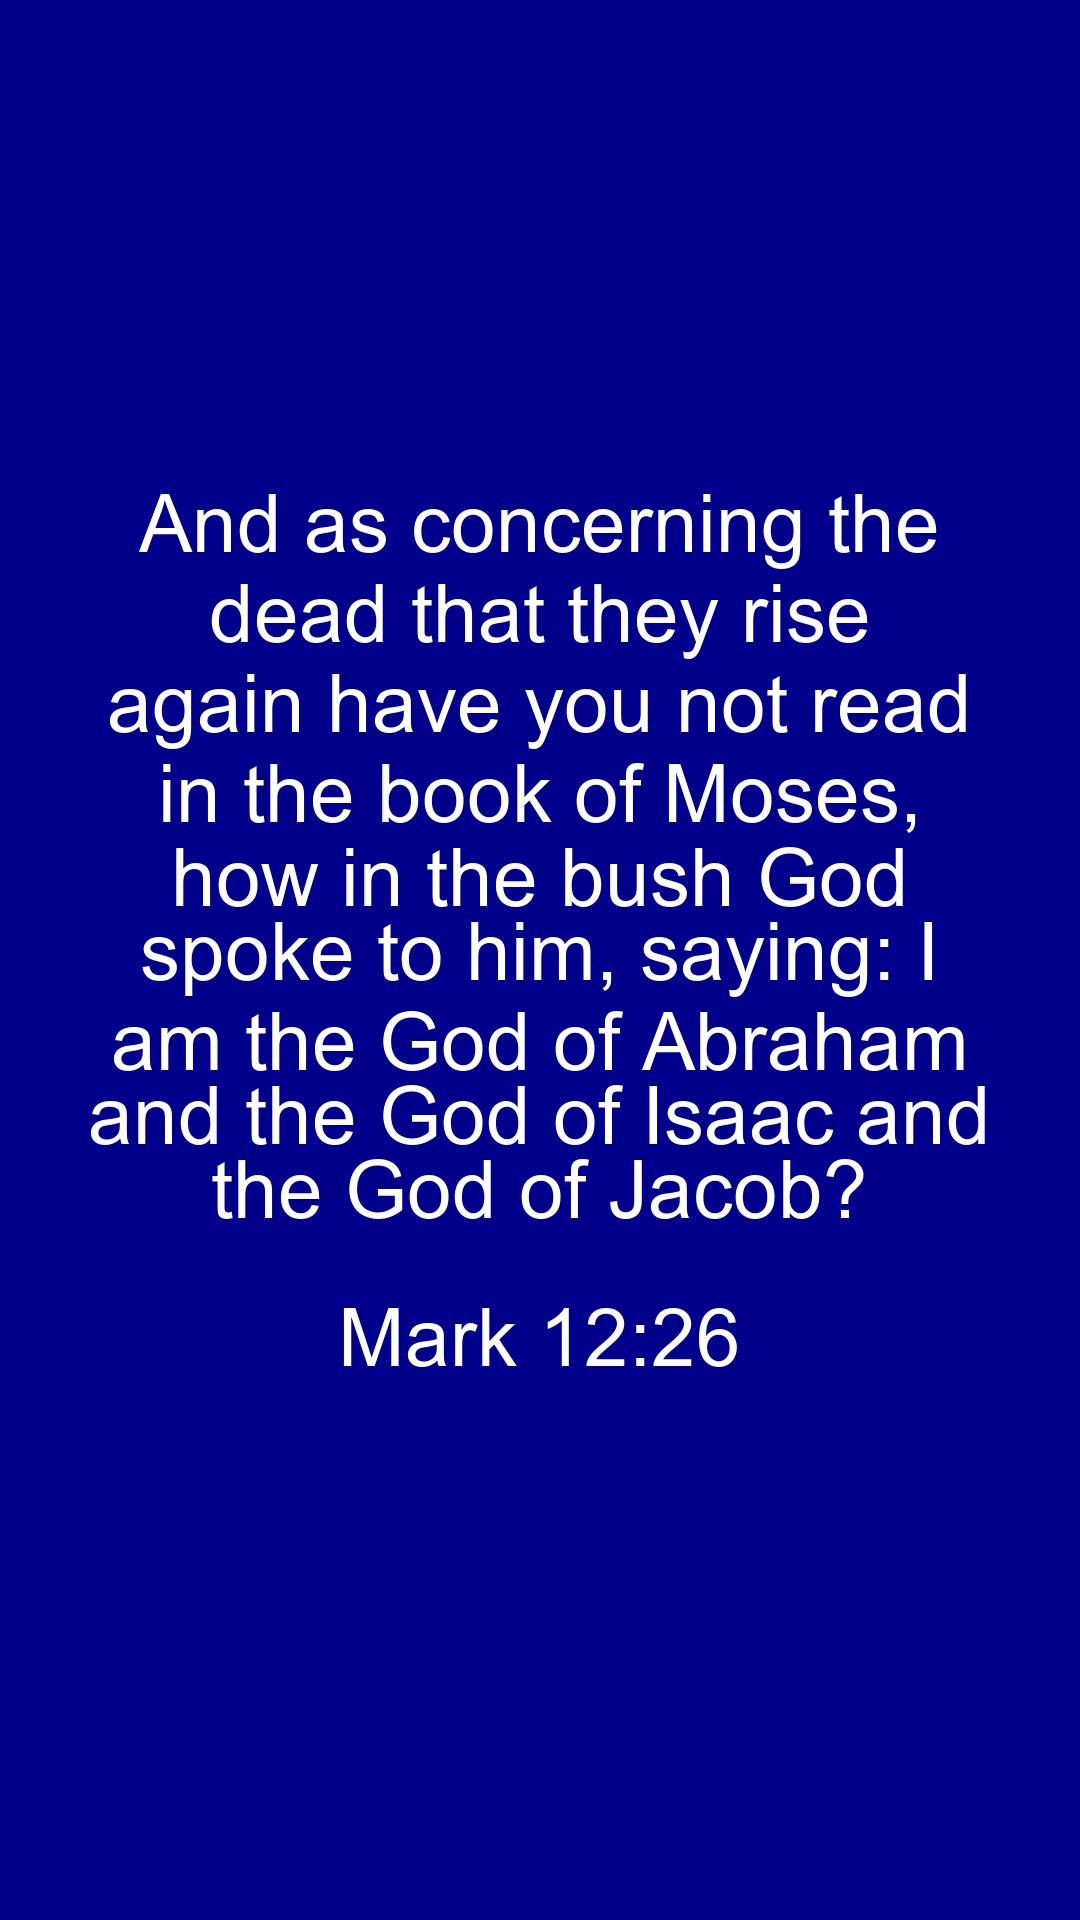 And as concerning the
dead that they rise
again have you not read
in the book of Moses,
how in the bush God
spoke to him, saying: I
am the God of Abraham
and the God of Isaac and
the God of Jacob?
Mark 12:26